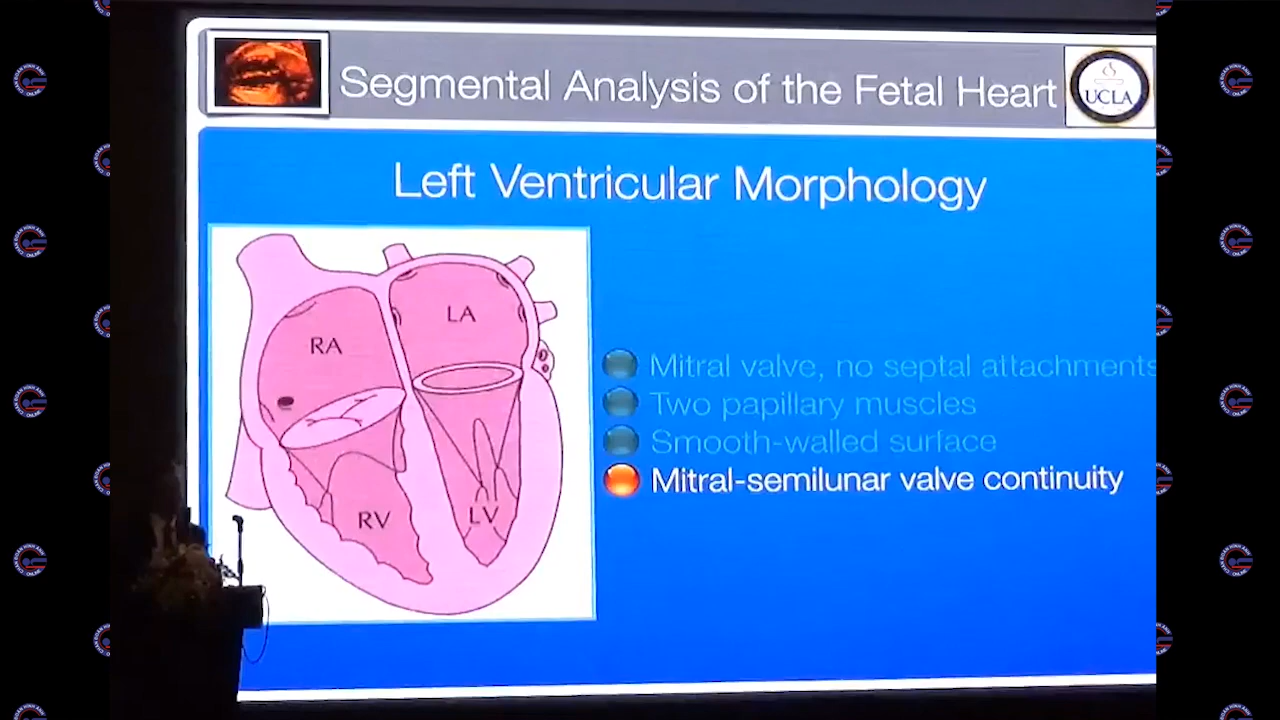 Segmental Analysis of the Fetal Heart
UCLA
Left Ventricular Morphology
LA
RA
Mitral valve, no septal attachments
Two papillary muscles
Smooth-walled surface
Mitral-semilunar valve continuity
RV
LV